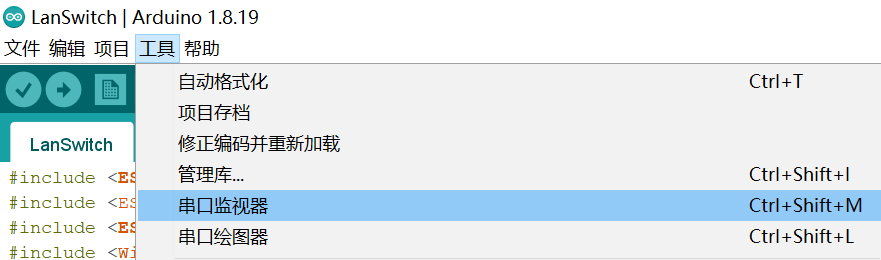 LanSwitch | Arduino 1.8.19
文件 编辑 项目 工具 帮助
自动格式化 Ctrl+T
项目存档
修正编码并重新加载
管理库... Ctrl+Shift+I
串口监视器 Ctrl+Shift+M
串口绘图器 Ctrl+Shift+L
LanSwitch
#include <ES
#include <ES
#include <ES
#include <Wi